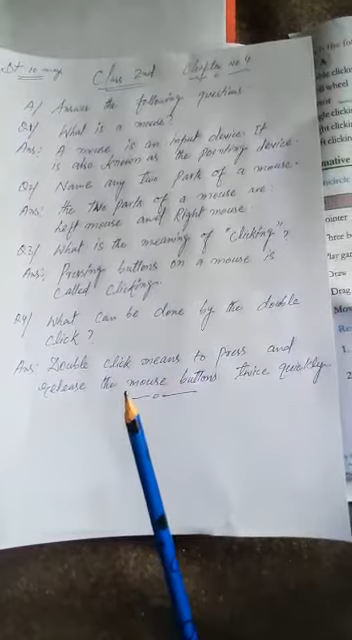 Class 2nd Chapter No 4
A/ Answer the following questions
Q1/ What is a mouse?
Ans: A mouse is an input device. It
is also known as the pointing device.
Q2/ Name any two parts of a mouse.
Ans: the two parts of a mouse are:
Left mouse and Right mouse.
Q3/ What is the meaning of "clicking"?
Ans: Pressing buttons on a mouse is
called clicking.
Q4/ What can be done by the double
click?
Ans: Double click means to press and
release the mouse buttons twice quickly.
Draw
Drag